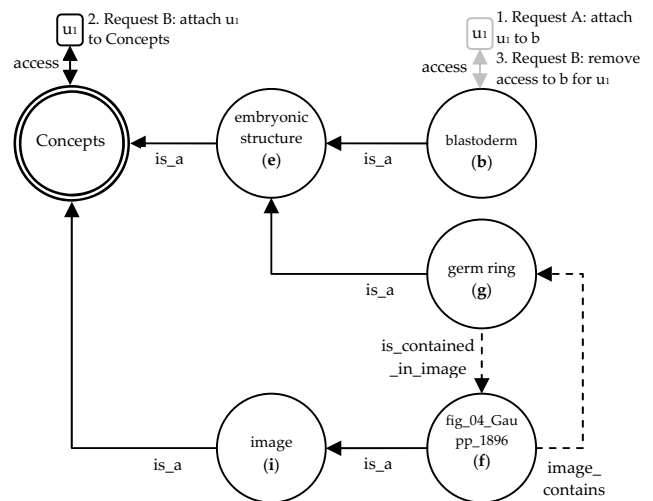 u1
2. Request B: attach u1
to Concepts
access
u1
1. Request A: attach
u1 to b
3. Request B: remove
access to b for u1
access
Concepts
is_a
embryonic
structure
(e)
is_a
blastoderm
(b)
is_a
germ ring
(g)
is_contained
_in_image
is_a
image
(i)
is_a
fig_04_Gau
pp_1896
(f)
image_
contains